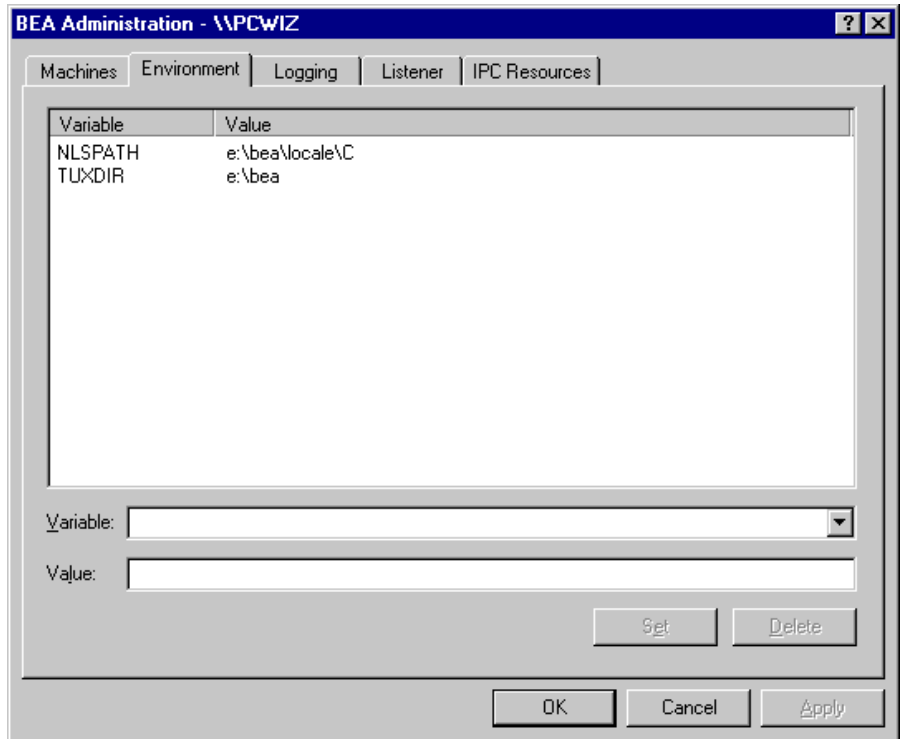 BEA Administration - \\PCWIZ
Machines Environment Logging Listener IPC Resources
Variable Value
NLSPATH e:\bea\locale\C
TUXDIR e:\bea
Variable:
Value:
Set Delete
OK Cancel Apply